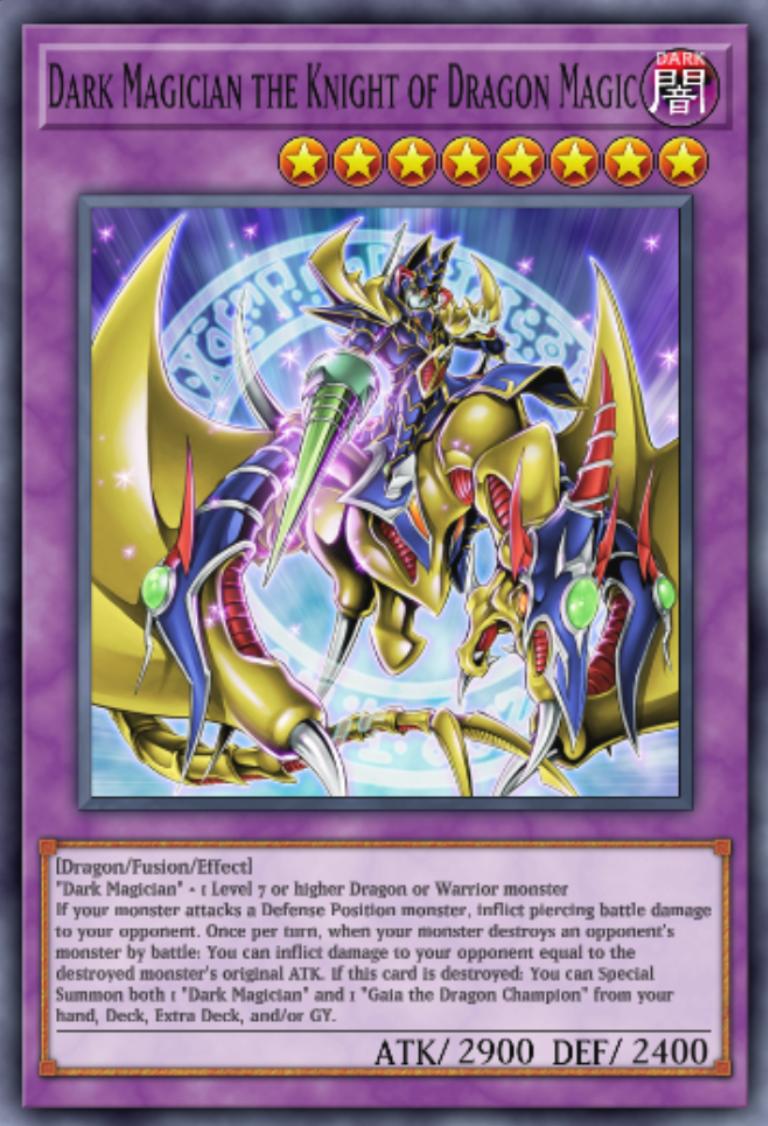 Dark Magician the Knight of Dragon Magic
DARK
闇
[Dragon/Fusion/Effect]
"Dark Magician" + 1 Level 7 or higher Dragon or Warrior monster
If your monster attacks a Defense Position monster, inflict piercing battle damage
to your opponent. Once per turn, when your monster destroys an opponent's
monster by battle: You can inflict damage to your opponent equal to the
destroyed monster's original ATK. If this card is destroyed: You can Special
Summon both 1 "Dark Magician" and 1 "Gaia the Dragon Champion" from your
hand, Deck, Extra Deck, and/or GY.
ATK/ 2900 DEF/ 2400